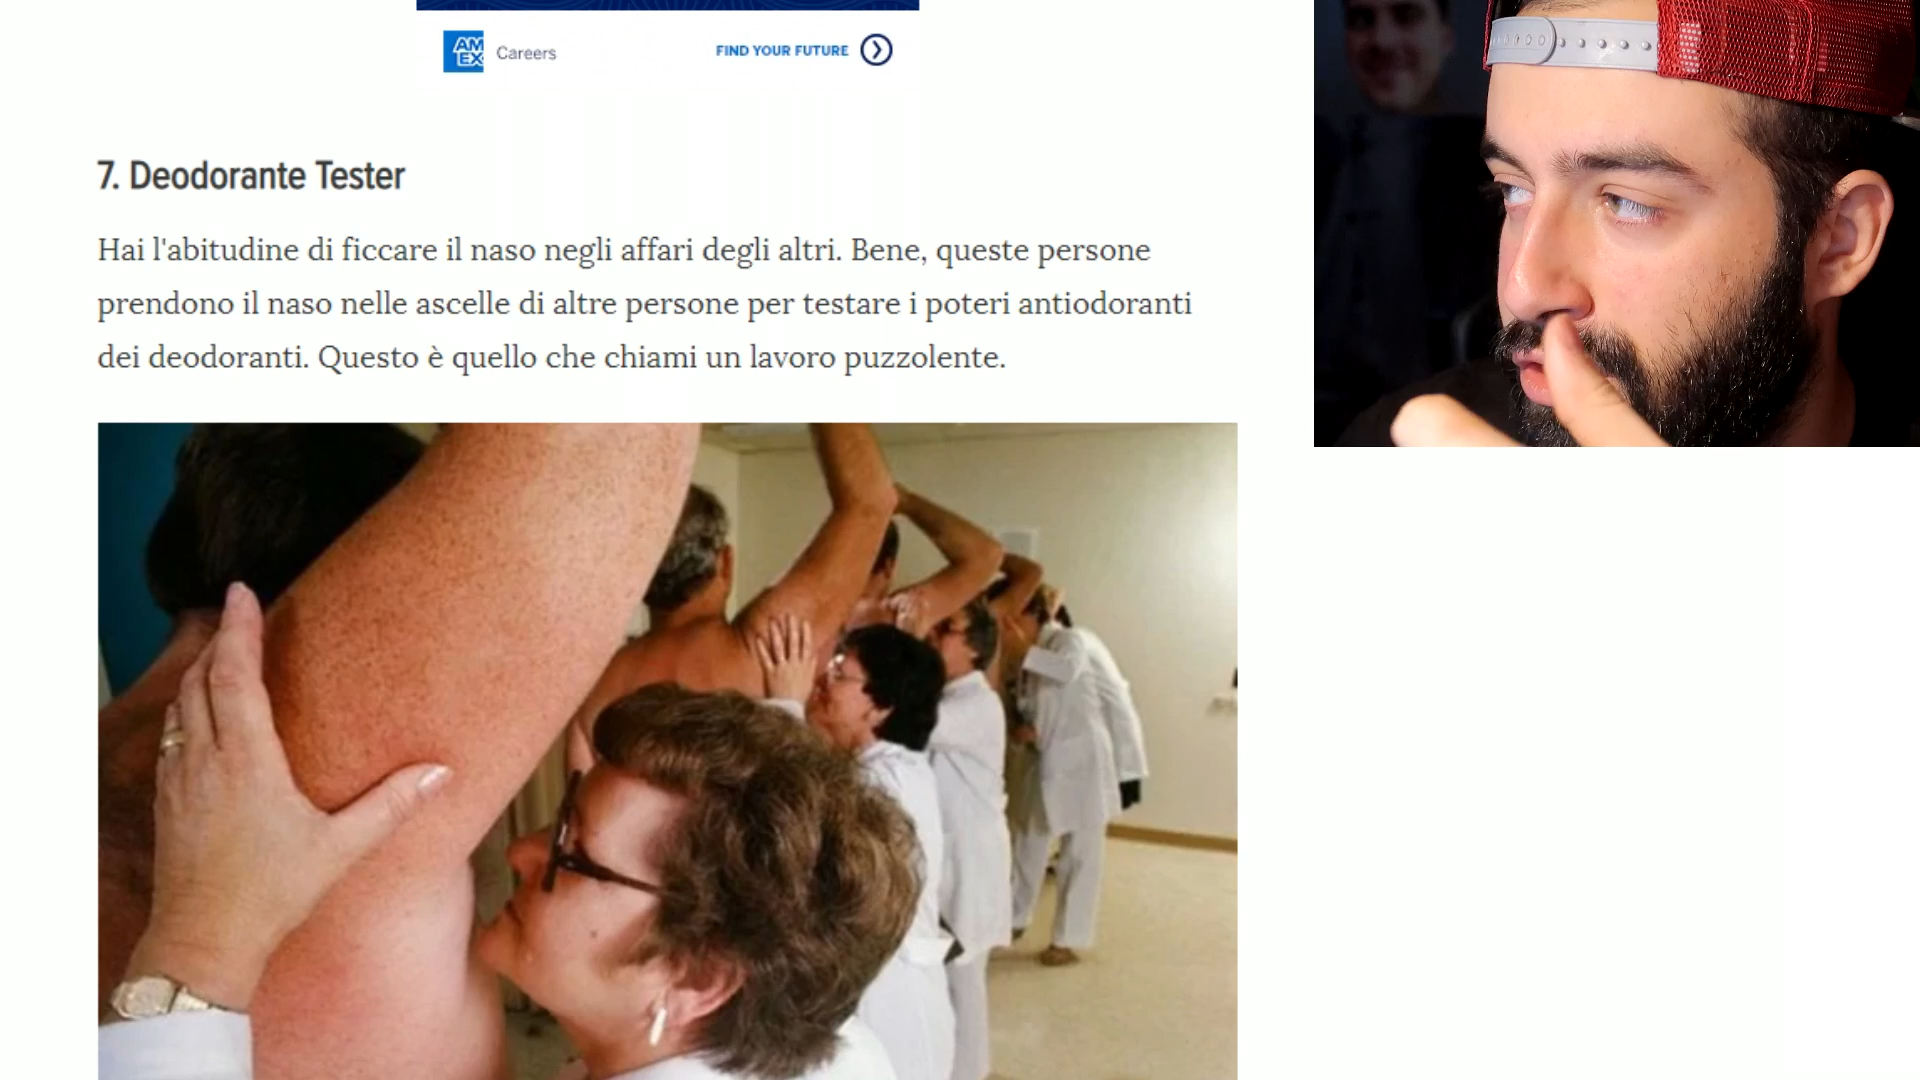 AM
EX
Careers
FIND YOUR FUTURE
7. Deodorante Tester
Hai l'abitudine di ficcare il naso negli affari degli altri. Bene, queste persone
prendono il naso nelle ascelle di altre persone per testare i poteri antiodoranti
dei deodoranti. Questo è quello che chiami un lavoro puzzolente.